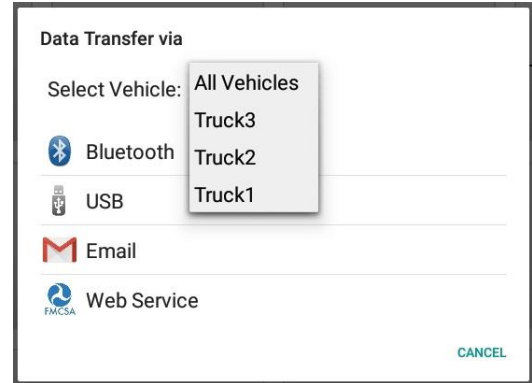 Data Transfer via
Select Vehicle: All Vehicles
Truck3
Bluetooth Truck2
USB Truck1
Email
FMCSA Web Service
CANCEL